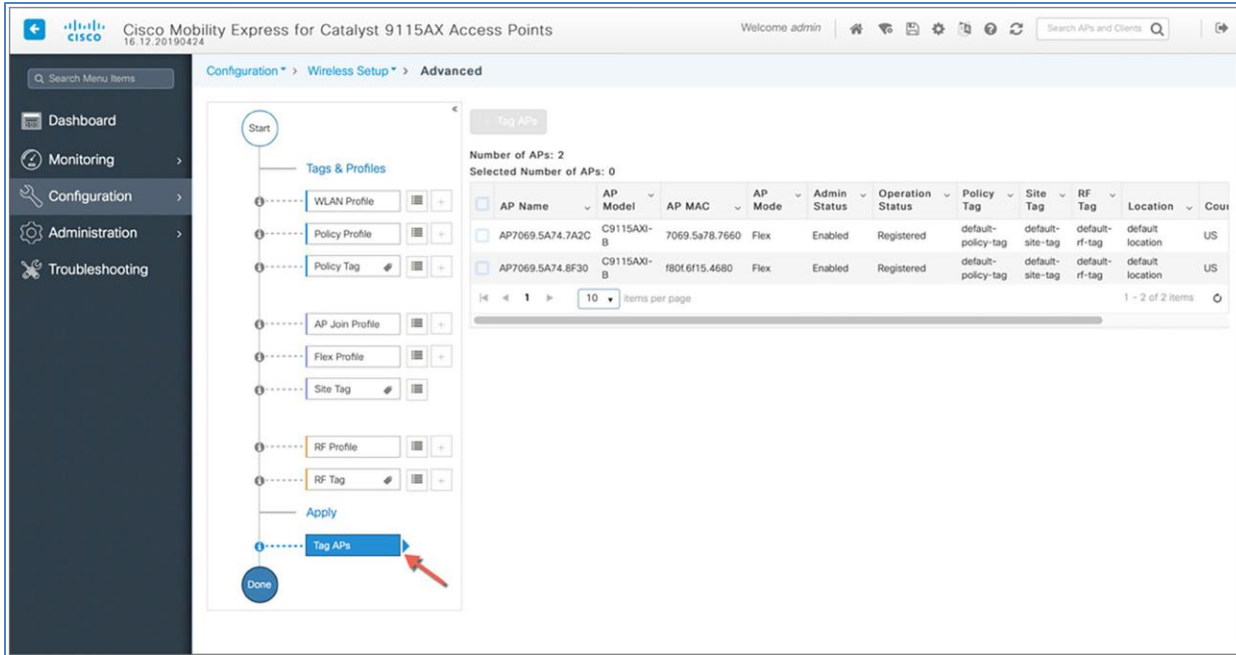 cisco
Cisco Mobility Express for Catalyst 9115AX Access Points
16.12.20190424
Welcome admin
Search APs and Clients
Search Menu Items
Dashboard
Monitoring
Configuration
Administration
Troubleshooting
Configuration > Wireless Setup > Advanced
Start
Tags & Profiles
WLAN Profile
Policy Profile
Policy Tag
AP Join Profile
Flex Profile
Site Tag
RF Profile
RF Tag
Apply
Tag APs
Done
+ Tag APs
Number of APs: 2
Selected Number of APs: 0
AP Name AP Model AP MAC AP Mode Admin Status Operation Status Policy Tag Site Tag RF Tag Location Coun
AP7069.5A74.7A2C C9115AXI-B 7069.5a78.7660 Flex Enabled Registered default-policy-tag default-site-tag default-rf-tag default location US
AP7069.5A74.8F30 C9115AXI-B f80f.6f15.4680 Flex Enabled Registered default-policy-tag default-site-tag default-rf-tag default location US
1 10 items per page 1 - 2 of 2 items